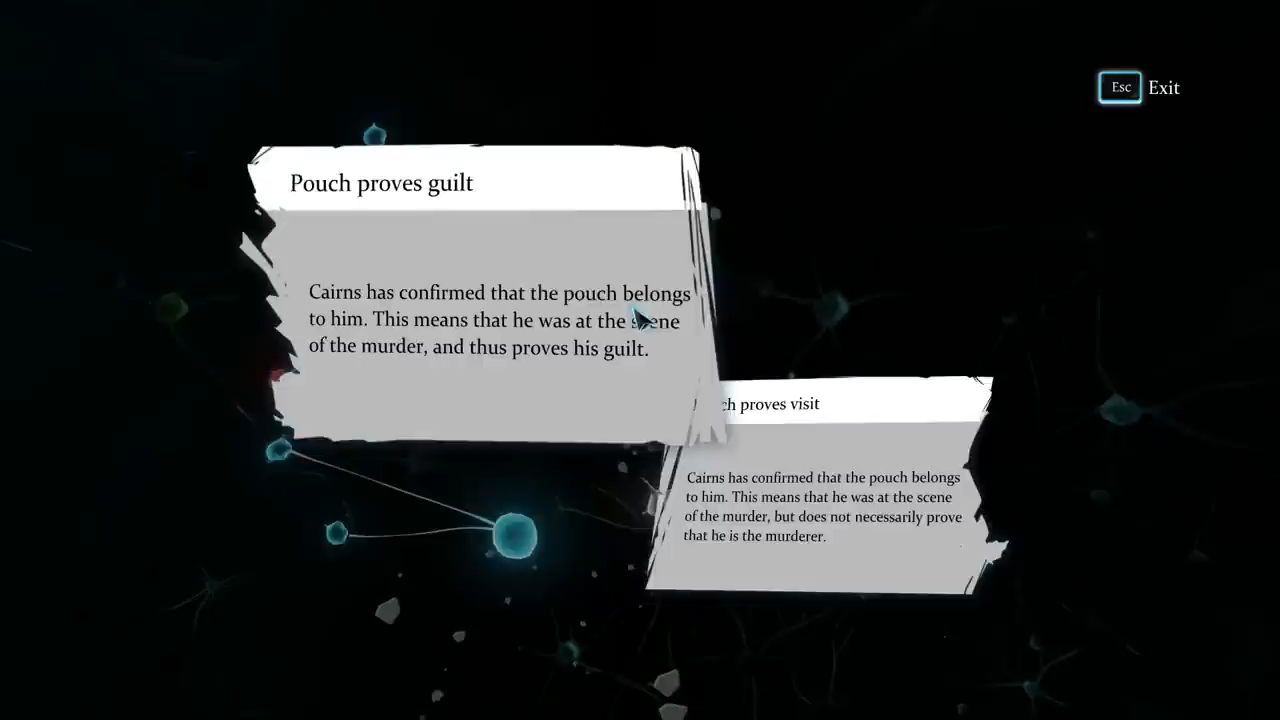 Esc Exit
Pouch proves guilt
Cairns has confirmed that the pouch belongs
to him. This means that he was at the scene
of the murder, and thus proves his guilt.
ch proves visit
Cairns has confirmed that the pouch belongs
to him. This means that he was at the scene
of the murder, but does not necessarily prove
that he is the murderer.